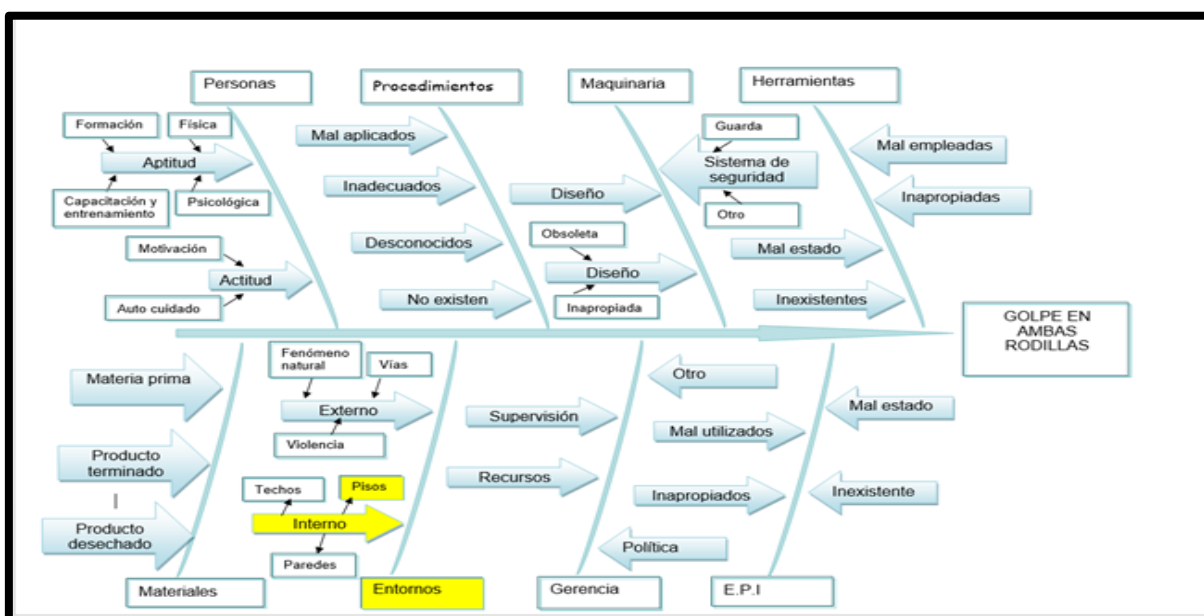 Personas
Procedimientos
Maquinaria
Herramientas
Formación
Física
Aptitud
Capacitación y
entrenamiento
Psicológica
Motivación
Actitud
Auto cuidado
Mal aplicados
Inadecuados
Desconocidos
No existen
Diseño
Obsoleta
Diseño
Inapropiada
Guarda
Sistema de
seguridad
Otro
Mal estado
Inexistentes
Mal empleadas
Inapropiadas
GOLPE EN
AMBAS
RODILLAS
Materia prima
Producto
terminado
Producto
desechado
Fenómeno
natural
Vías
Externo
Violencia
Techos
Pisos
Interno
Paredes
Supervisión
Recursos
Otro
Política
Mal utilizados
Inapropiados
Mal estado
Inexistente
Materiales
Entornos
Gerencia
E.P.I